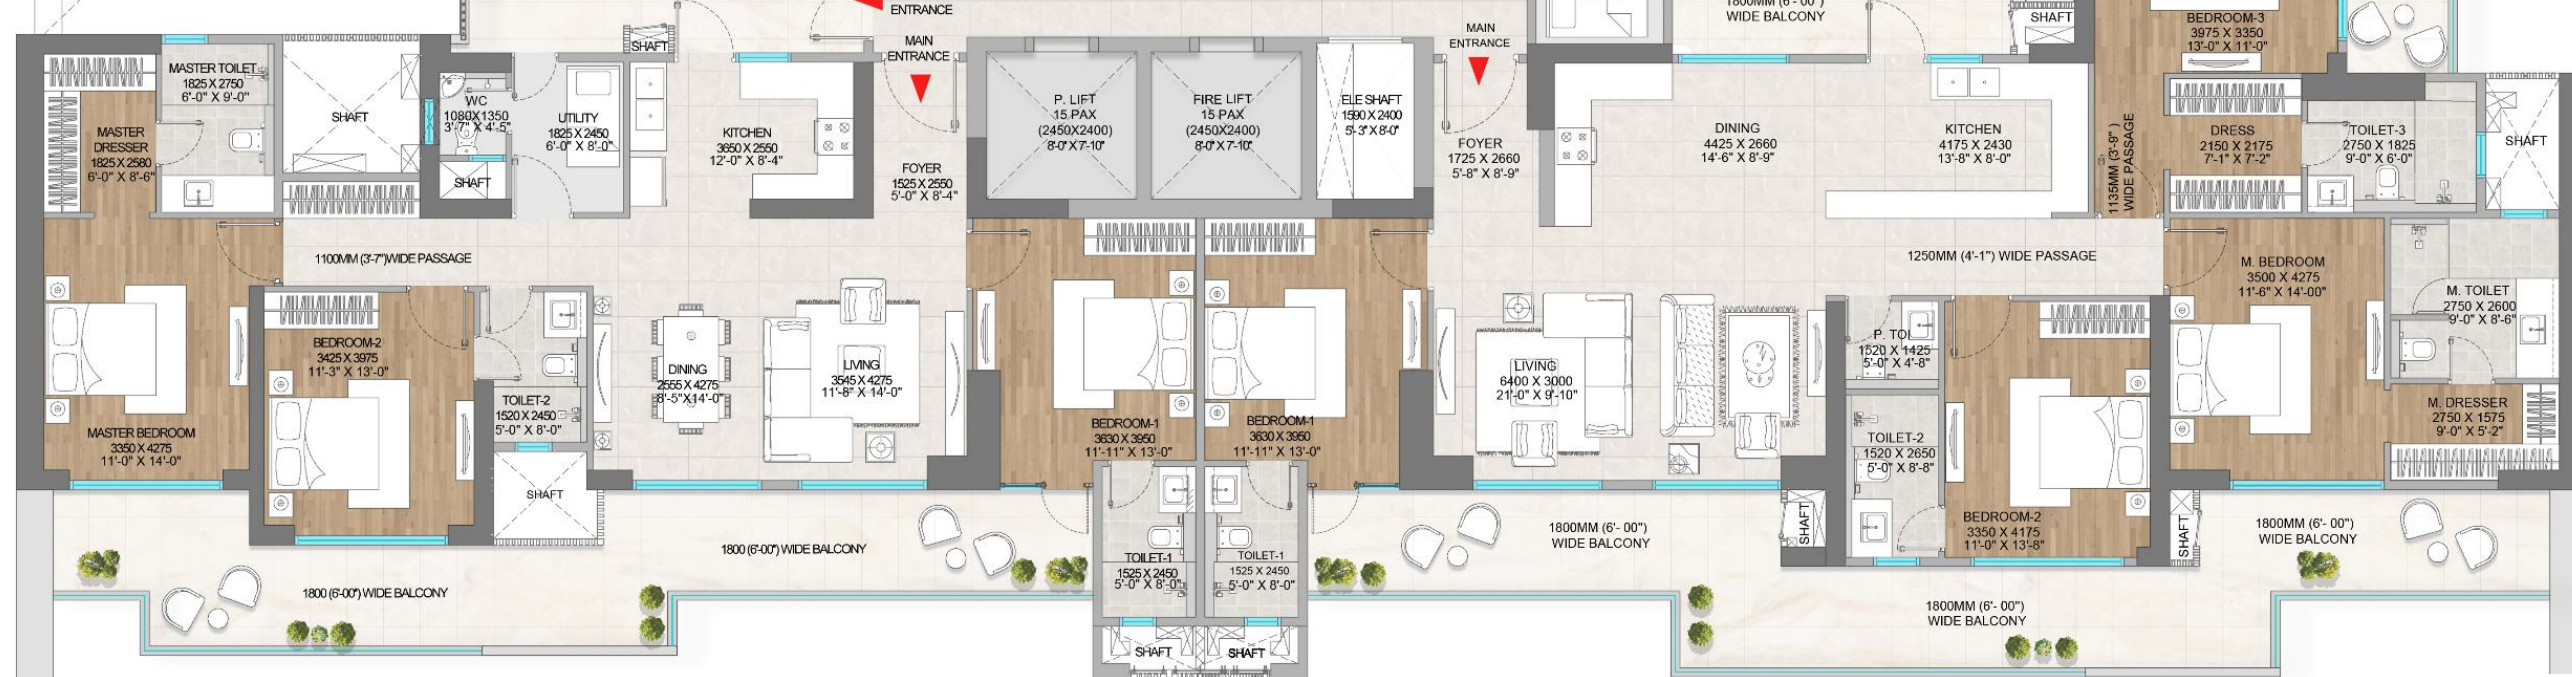 ENTRANCE
MAIN
ENTRANCE
MASTER TOILET
1825 X 2750
6'-0" X 9'-0"
MASTER
DRESSER
1825 X 2580
6'-0" X 8'-6"
SHAFT
WC
1080X1350
3'-7" X 4'-5"
SHAFT
UTILITY
1825 X 2450
6'-0" X 8'-0"
SHAFT
KITCHEN
3650 X 2550
12'-0" X 8'-4"
FOYER
1525 X 2550
5'-0" X 8'-4"
P. LIFT
15 PAX
(2450X2400)
8'-0" X 7'-10"
FIRE LIFT
15 PAX
(2450X2400)
8'-0" X 7'-10"
ELE SHAFT
1590 X 2400
5'-3" X 8'-0"
MAIN
ENTRANCE
FOYER
1725 X 2660
5'-8" X 8'-9"
1800MM (6'- 00")
WIDE BALCONY
SHAFT
DINING
4425 X 2660
14'-6" X 8'-9"
KITCHEN
4175 X 2430
13'-8" X 8'-0"
BEDROOM-3
3975 X 3350
13'-0" X 11'-0"
1135MM (3'-9" )
WIDE PASSAGE
DRESS
2150 X 2175
7'-1" X 7'-2"
TOILET-3
2750 X 1825
9'-0" X 6'-0"
SHAFT
1100MM (3'-7")WIDE PASSAGE
1250MM (4'-1") WIDE PASSAGE
MASTER BEDROOM
3350 X 4275
11'-0" X 14'-0"
BEDROOM-2
3425 X 3975
11'-3" X 13'-0"
TOILET-2
1520 X 2450
5'-0" X 8'-0"
SHAFT
DINING
2555 X 4275
8'-5"X14'-0"
LIVING
3545 X 4275
11'-8" X 14'-0"
BEDROOM-1
3630 X 3950
11'-11" X 13'-0"
BEDROOM-1
3630 X 3950
11'-11" X 13'-0"
LIVING
6400 X 3000
21'-0" X 9'-10"
P. TOI
1520 X 1425
5'-0" X 4'-8"
TOILET-2
1520 X 2650
5'-0" X 8'-8"
BEDROOM-2
3350 X 4175
11'-0" X 13'-8"
M. BEDROOM
3500 X 4275
11'-6" X 14'-00"
M. TOILET
2750 X 2600
9'-0" X 8'-6"
M. DRESSER
2750 X 1575
9'-0" X 5'-2"
1800 (6'-00") WIDE BALCONY
1800 (6'-00") WIDE BALCONY
TOILET-1
1525 X 2450
5'-0" X 8'-0"
TOILET-1
1525 X 2450
5'-0" X 8'-0"
SHAFT
SHAFT
1800MM (6'- 00")
WIDE BALCONY
SHAFT
1800MM (6'- 00")
WIDE BALCONY
SHAFT
1800MM (6'- 00")
WIDE BALCONY